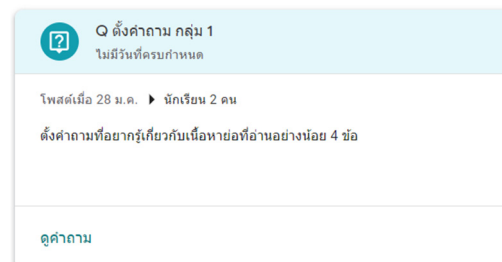 Q ตั้งคำถาม กลุ่ม 1
ไม่มีวันที่ครบกำหนด
โพสต์เมื่อ 28 ม.ค. ▶ นักเรียน 2 คน
ตั้งคำถามที่อยากรู้เกี่ยวกับเนื้อหาย่อที่อ่านอย่างน้อย 4 ข้อ
ดูคำถาม